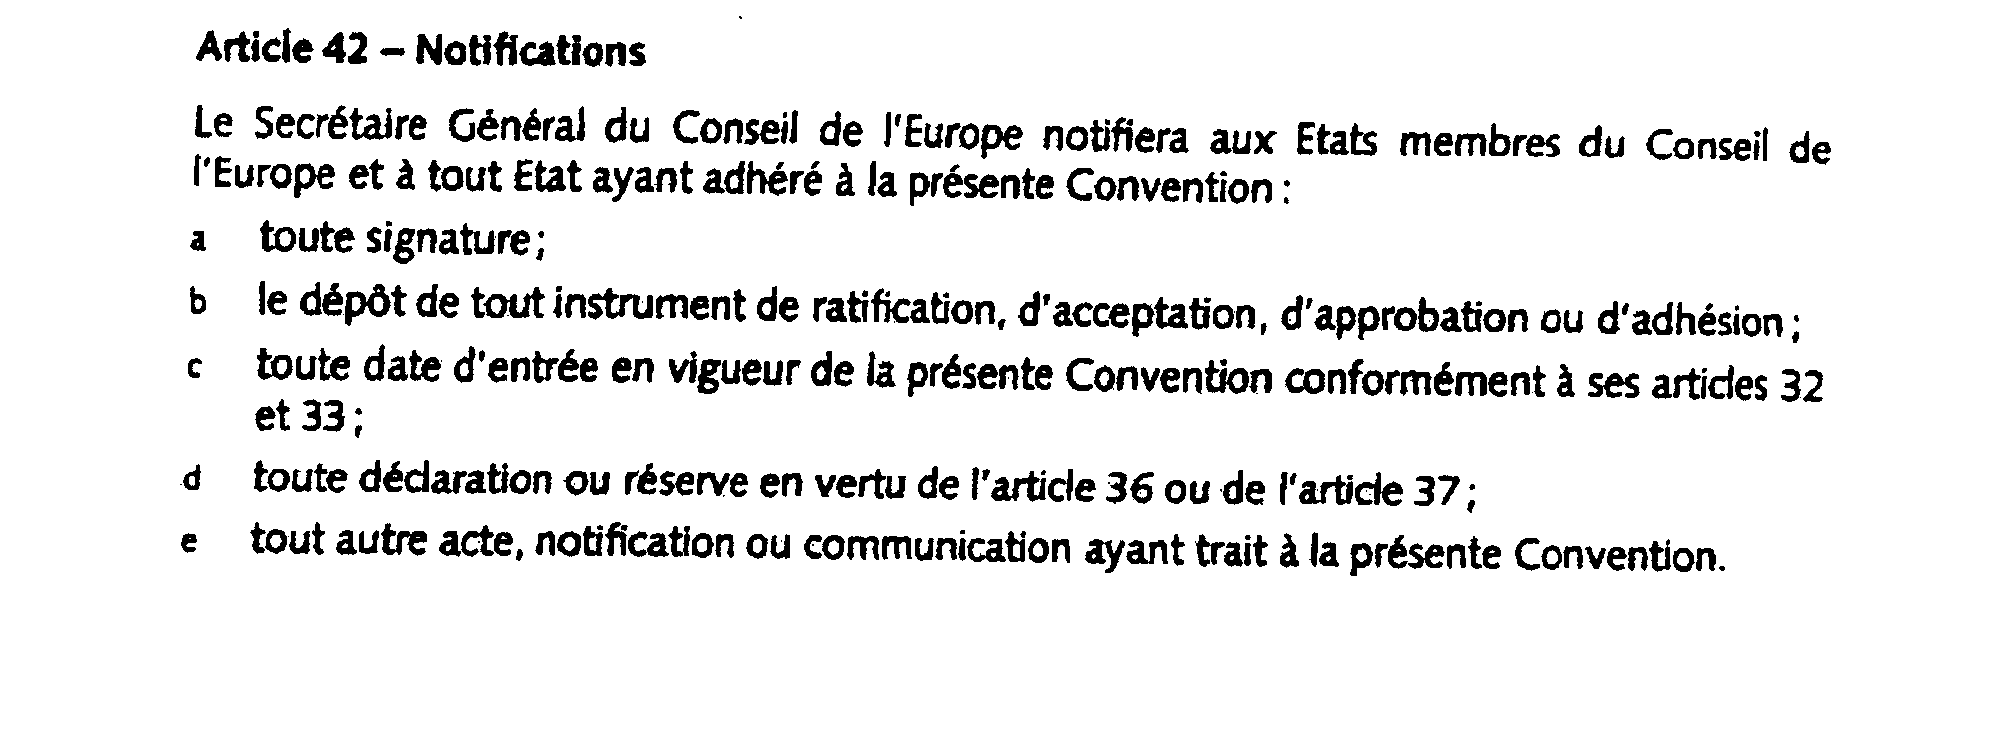 Article 42 – Notifications
Le Secrétaire Général du Conseil de l'Europe notifiera aux Etats membres du Conseil de
l'Europe et à tout Etat ayant adhéré à la présente Convention :
a toute signature ;
b le dépôt de tout instrument de ratification, d'acceptation, d'approbation ou d'adhésion ;
c toute date d'entrée en vigueur de la présente Convention conformément à ses articles 32
et 33 ;
d toute déclaration ou réserve en vertu de l'article 36 ou de l'article 37 ;
e tout autre acte, notification ou communication ayant trait à la présente Convention.